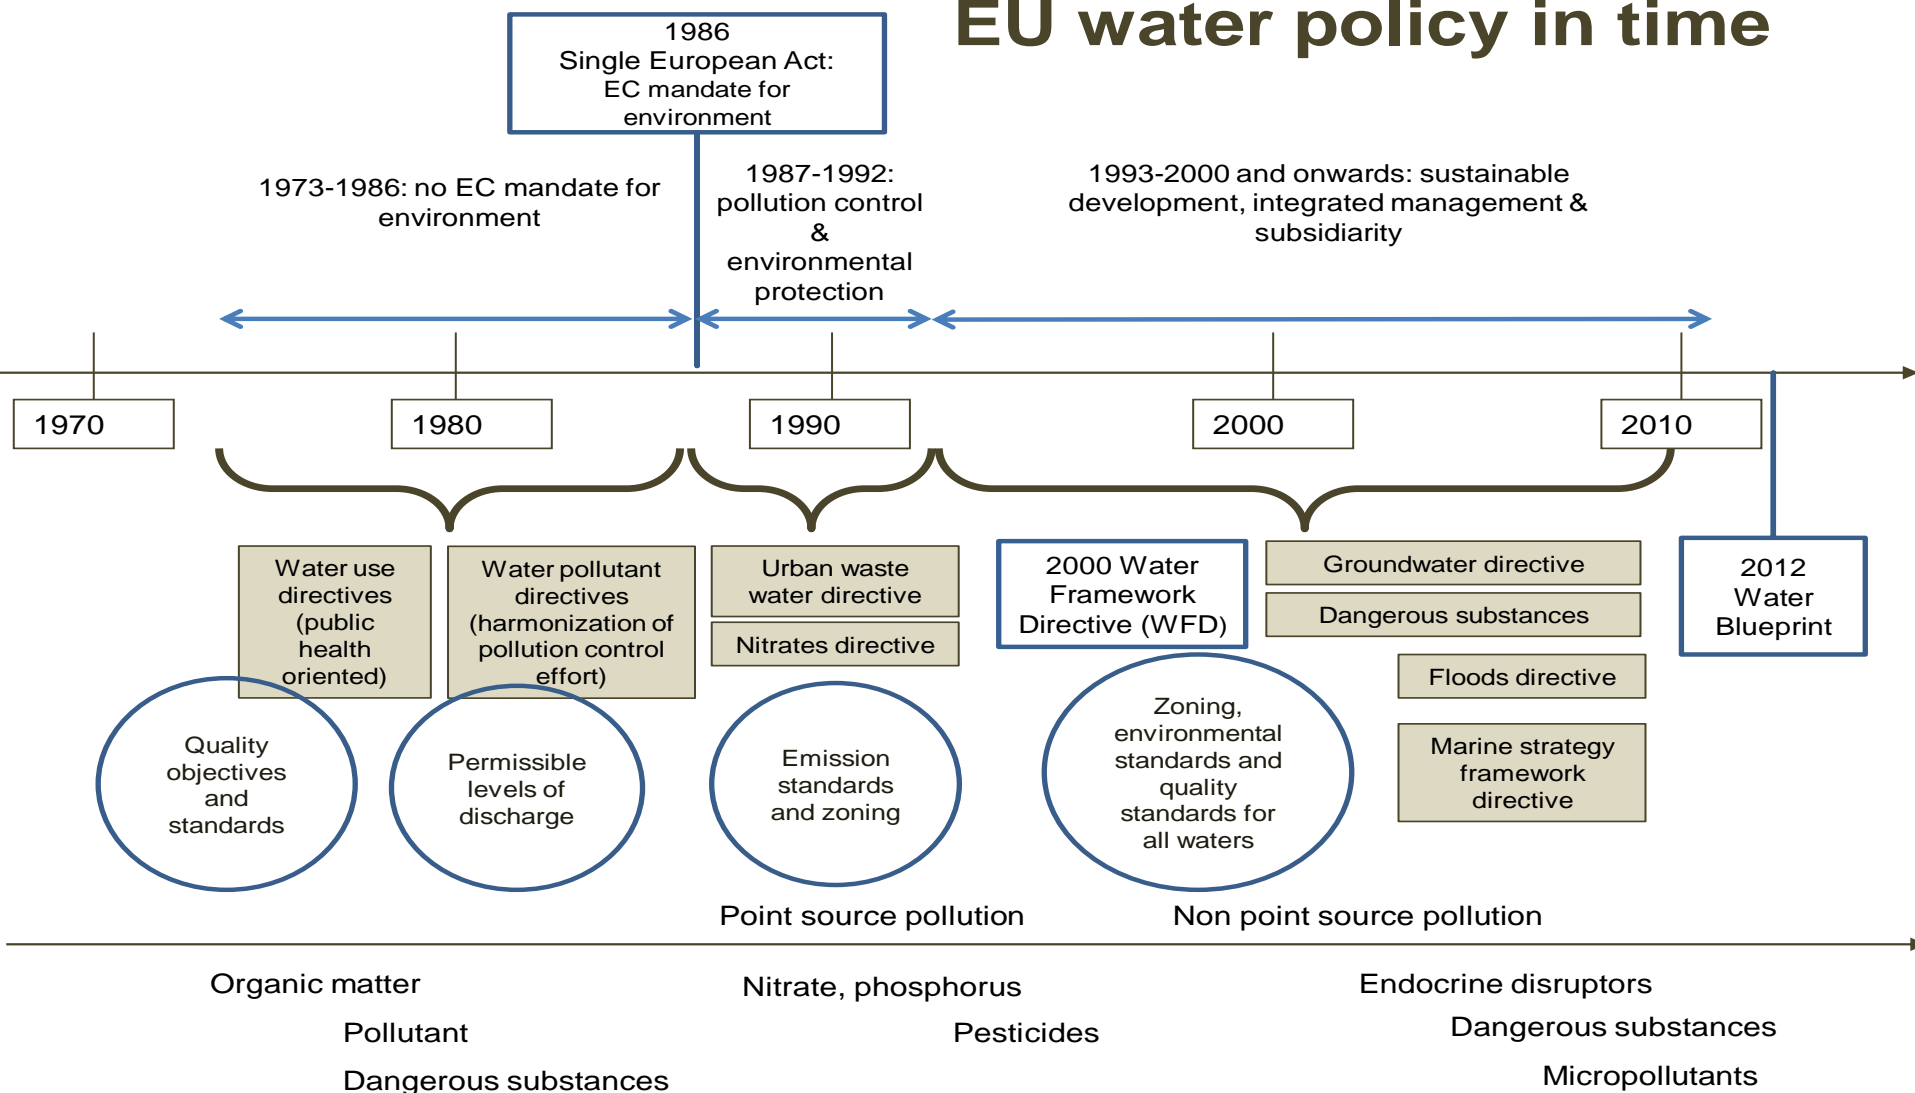 EU water policy in time
1986
Single European Act:
EC mandate for
environment
1973-1986: no EC mandate for
environment
1987-1992:
pollution control
&
environmental
protection
1993-2000 and onwards: sustainable
development, integrated management &
subsidiarity
1970
1980
1990
2000
2010
Water use
directives
(public
health
oriented)
Water pollutant
directives
(harmonization of
pollution control
effort)
Urban waste
water directive
Nitrates directive
2000 Water
Framework
Directive (WFD)
Groundwater directive
Dangerous substances
Floods directive
Marine strategy
framework
directive
2012
Water
Blueprint
Quality
objectives
and
standards
Permissible
levels of
discharge
Emission
standards
and zoning
Zoning,
environmental
standards and
quality
standards for
all waters
Point source pollution
Non point source pollution
Organic matter
Pollutant
Dangerous substances
Nitrate, phosphorus
Pesticides
Endocrine disruptors
Dangerous substances
Micropollutants